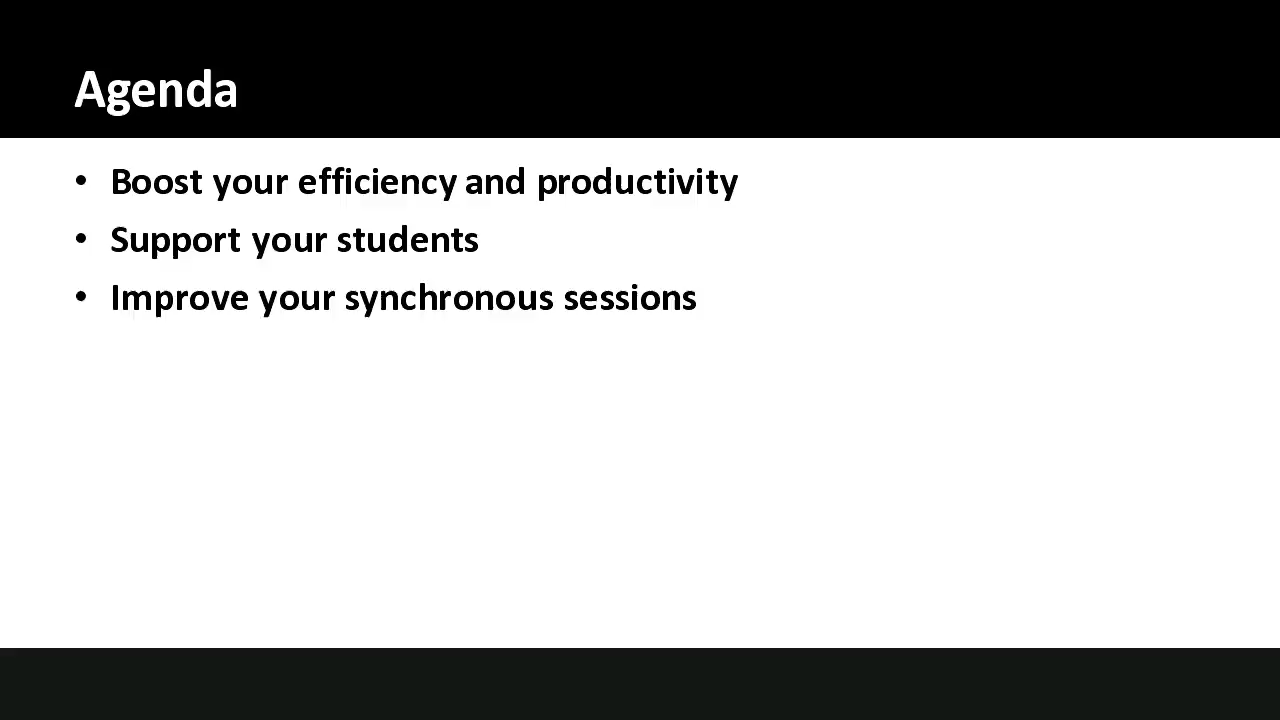 Agenda
• Boost your efficiency and productivity
• Support your students
• Improve your synchronous sessions